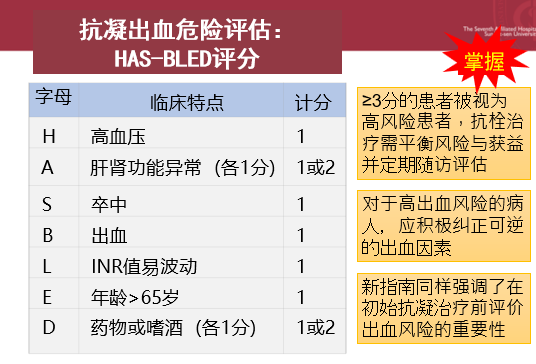 抗凝出血危险评估：
HAS-BLED评分
The Seventh Affiliated Hospital
掌握
字母 临床特点 计分
H 高血压 1
A 肝肾功能异常（各1分） 1或2
S 卒中 1
B 出血 1
L INR值易波动 1
E 年龄>65岁 1
D 药物或嗜酒（各1分） 1或2
≥3分的患者被视为
高风险患者，抗栓治
疗需平衡风险与获益
并定期随访评估
对于高出血风险的病
人，应积极纠正可逆
的出血因素
新指南同样强调了在
初始抗凝治疗前评价
出血风险的重要性